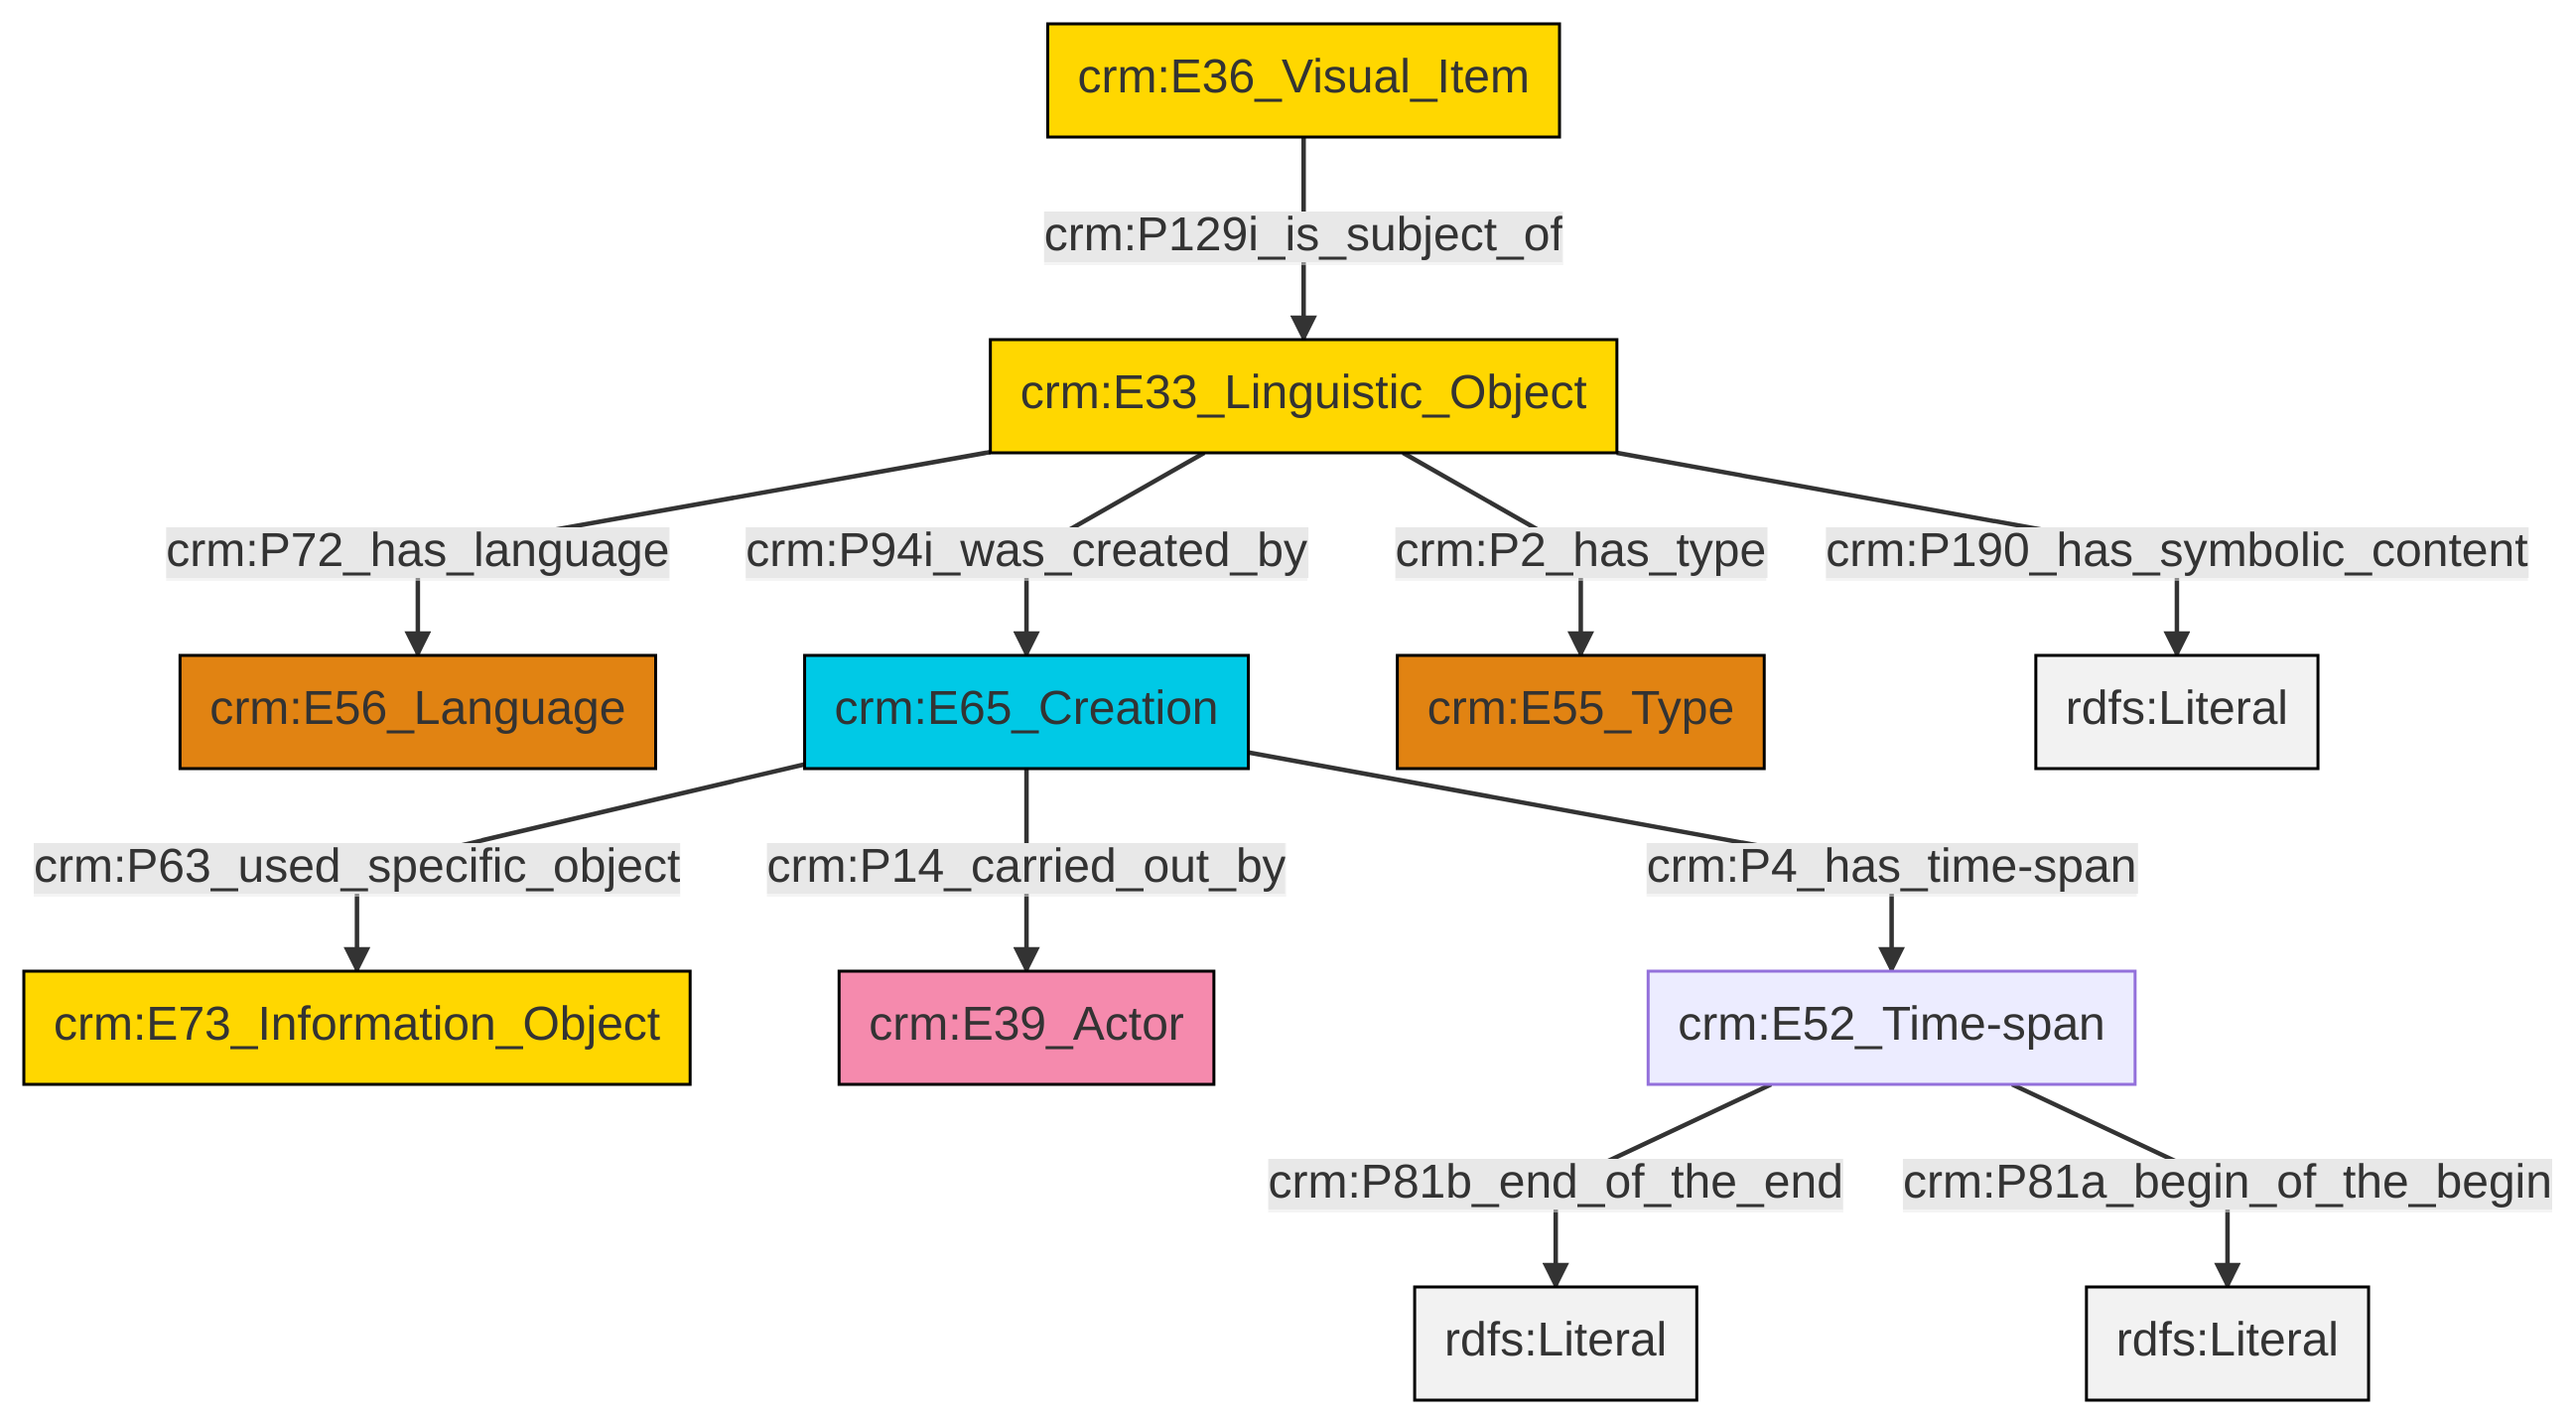 crm:E36_Visual_Item
crm:P129i_is_subject_of
crm:E33_Linguistic_Object
crm:P72_has_language
crm:P94i_was_created_by
crm:P2_has_type
crm:P190_has_symbolic_content
crm:E56_Language
crm:E65_Creation
crm:E55_Type
rdfs:Literal
crm:P63_used_specific_object
crm:P14_carried_out_by
crm:P4_has_time-span
crm:E73_Information_Object
crm:E39_Actor
crm:E52_Time-span
crm:P81b_end_of_the_end
crm:P81a_begin_of_the_begin
rdfs:Literal
rdfs:Literal